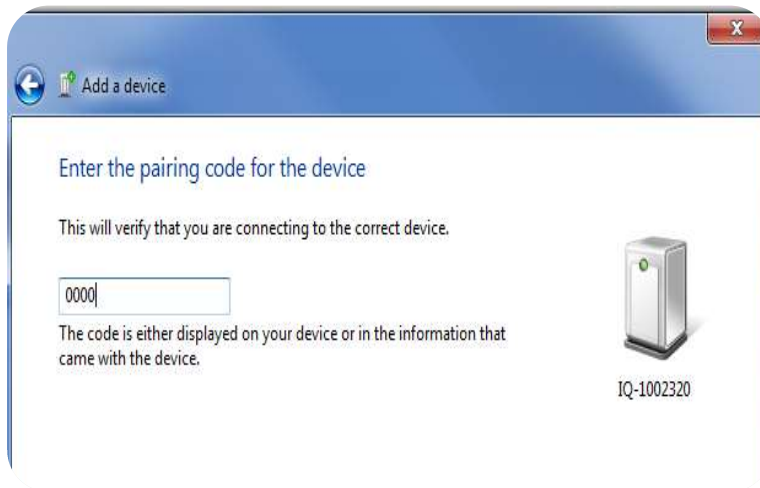 Add a device
Enter the pairing code for the device
This will verify that you are connecting to the correct device.
0000
The code is either displayed on your device or in the information that
came with the device.
IQ-1002320